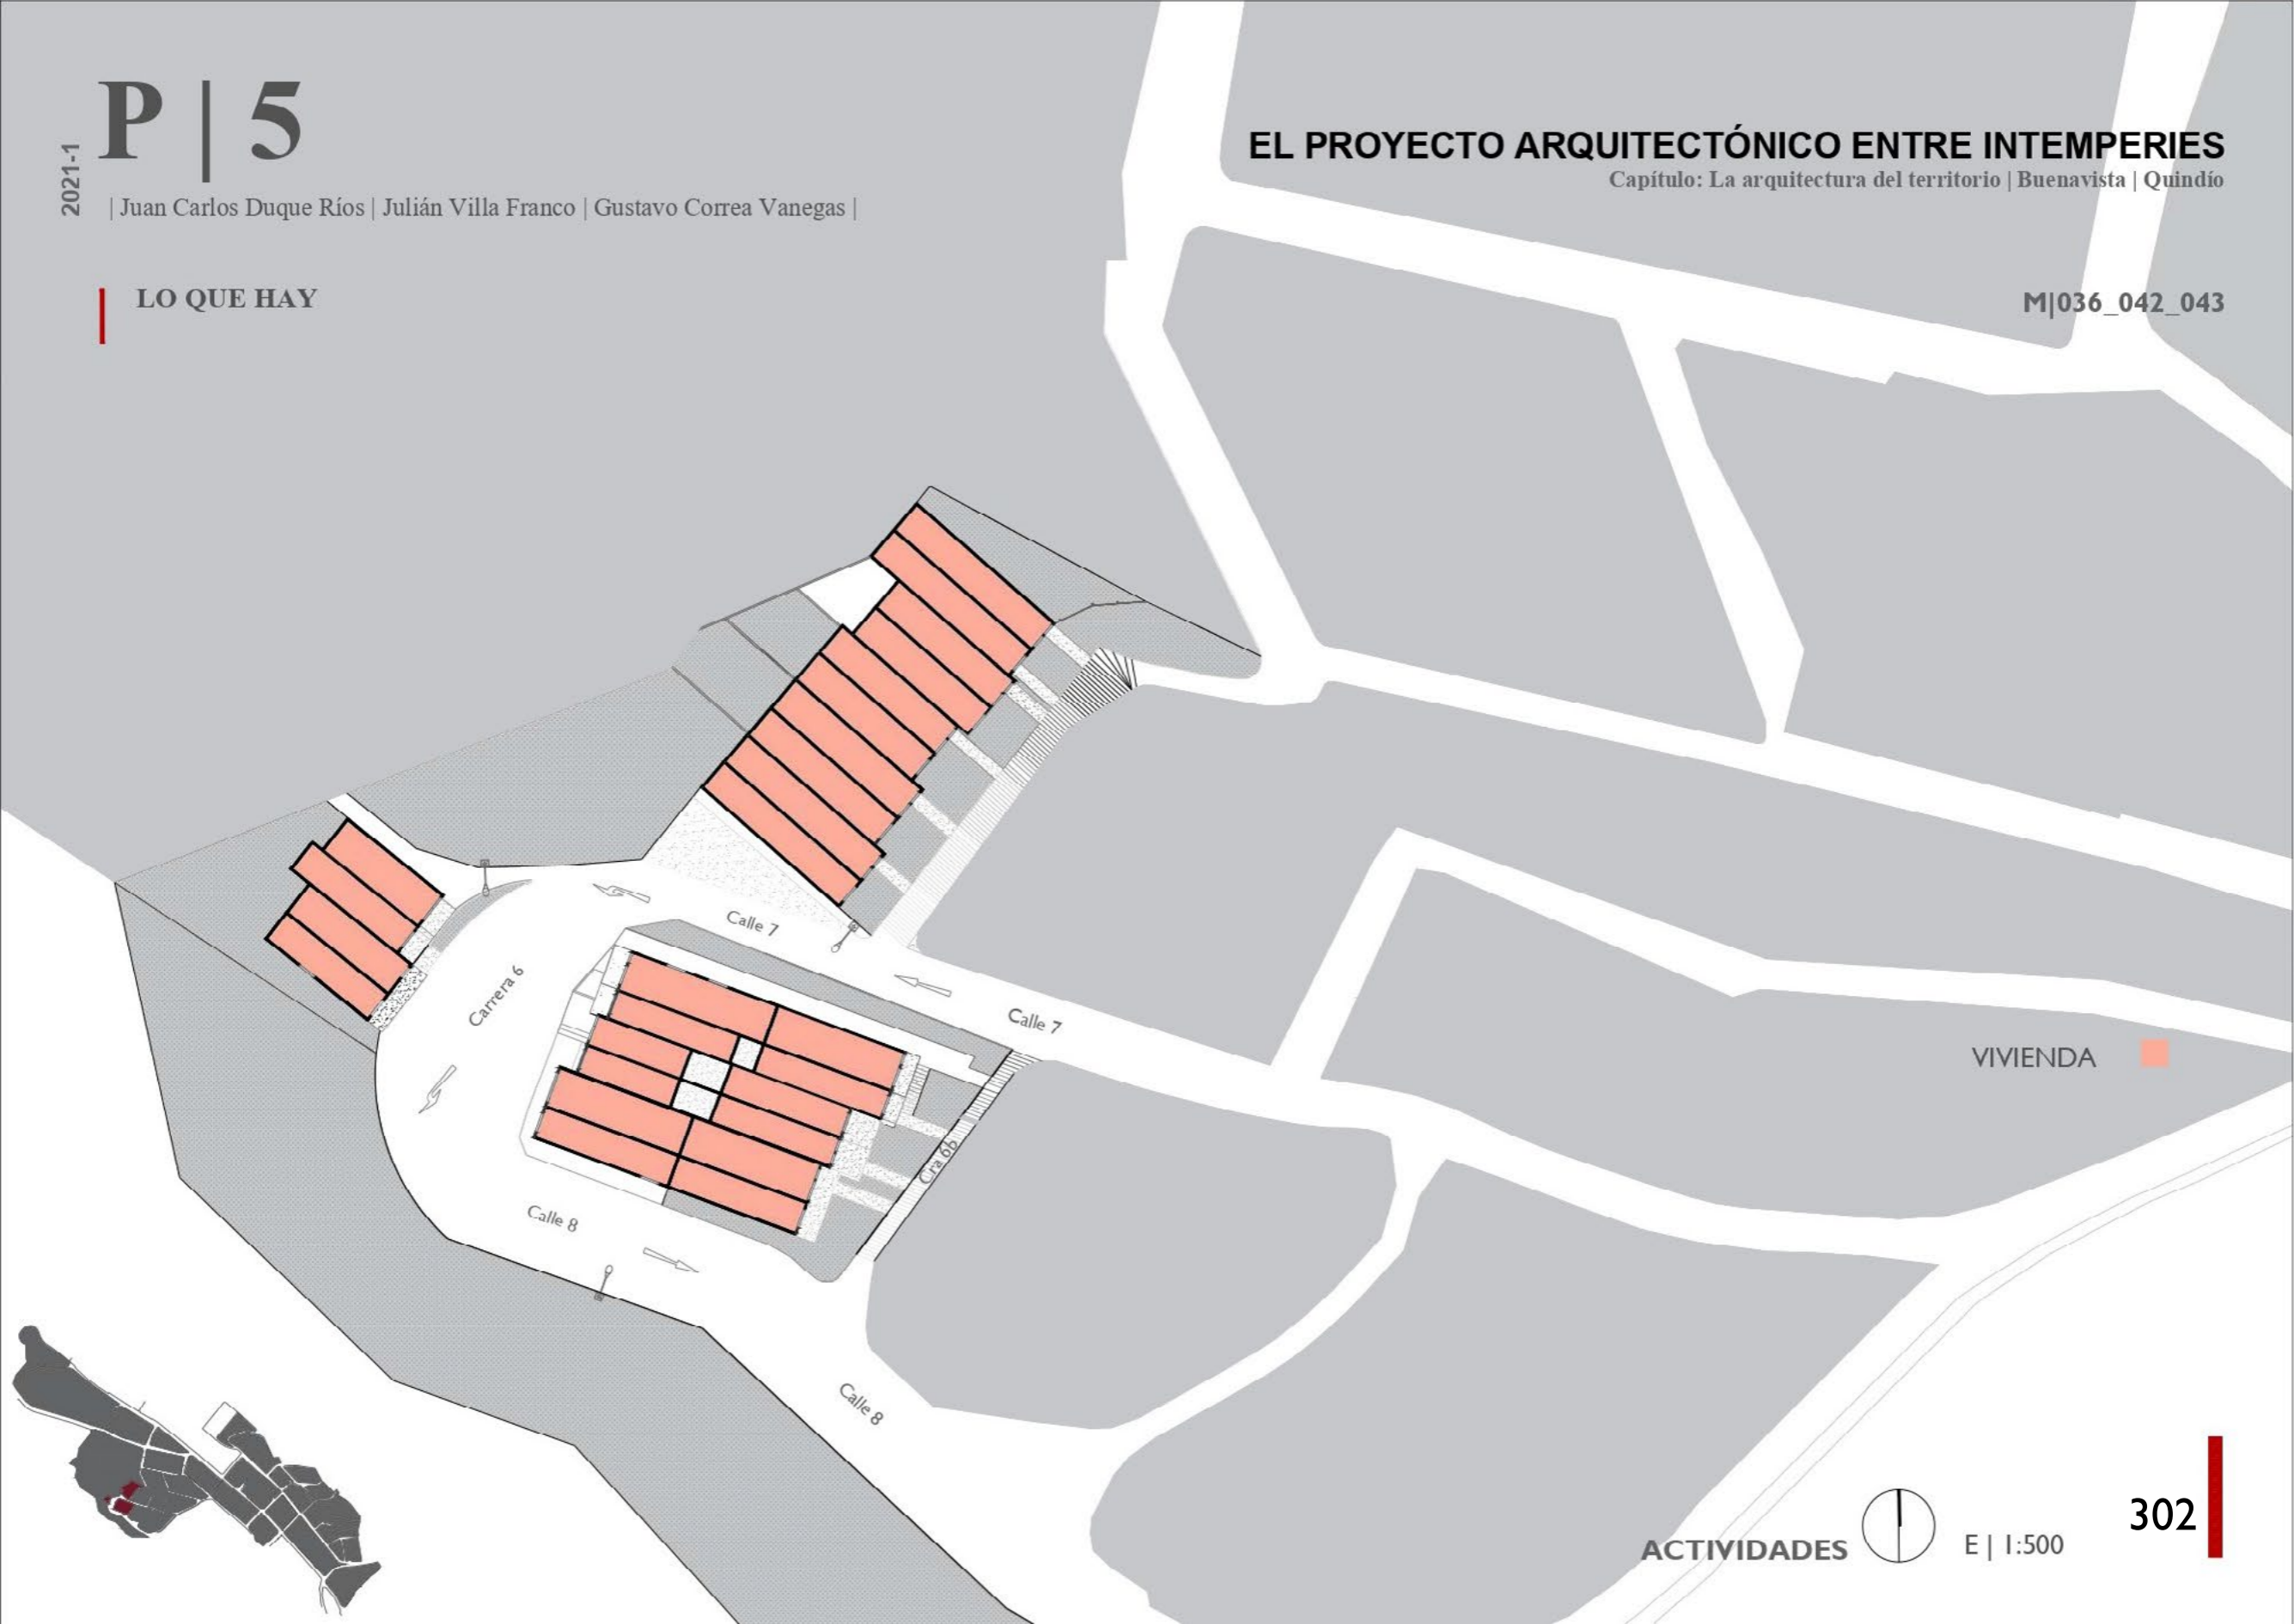 P | 5
2021-1
| Juan Carlos Duque Ríos | Julián Villa Franco | Gustavo Correa Vanegas |
LO QUE HAY
EL PROYECTO ARQUITECTÓNICO ENTRE INTEMPERIES
Capítulo: La arquitectura del territorio | Buenavista | Quindío
M|036_042_043
Calle 7
Carrera 6
Calle 7
VIVIENDA
Cra 6b
Calle 8
Calle 8
ACTIVIDADES
E | 1:500
302